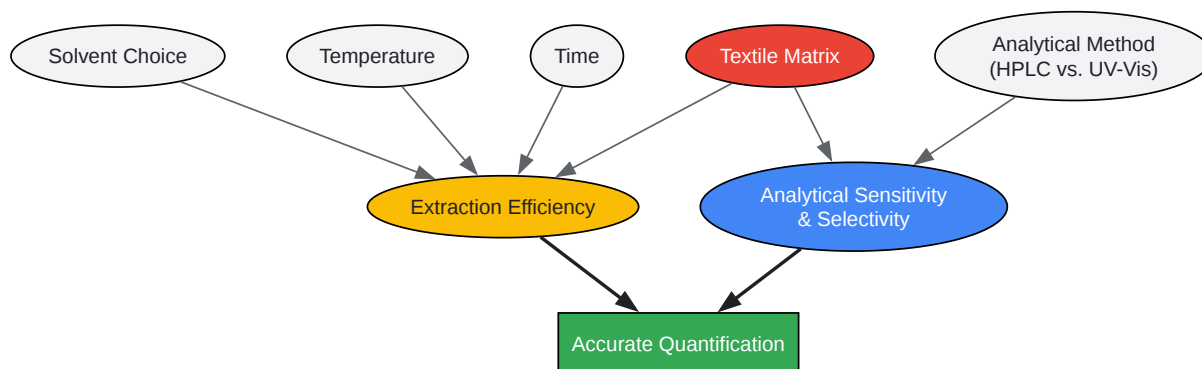 Solvent Choice
Temperature
Time
Textile Matrix
Analytical Method
(HPLC vs. UV-Vis)
Extraction Efficiency
Analytical Sensitivity
& Selectivity
Accurate Quantification